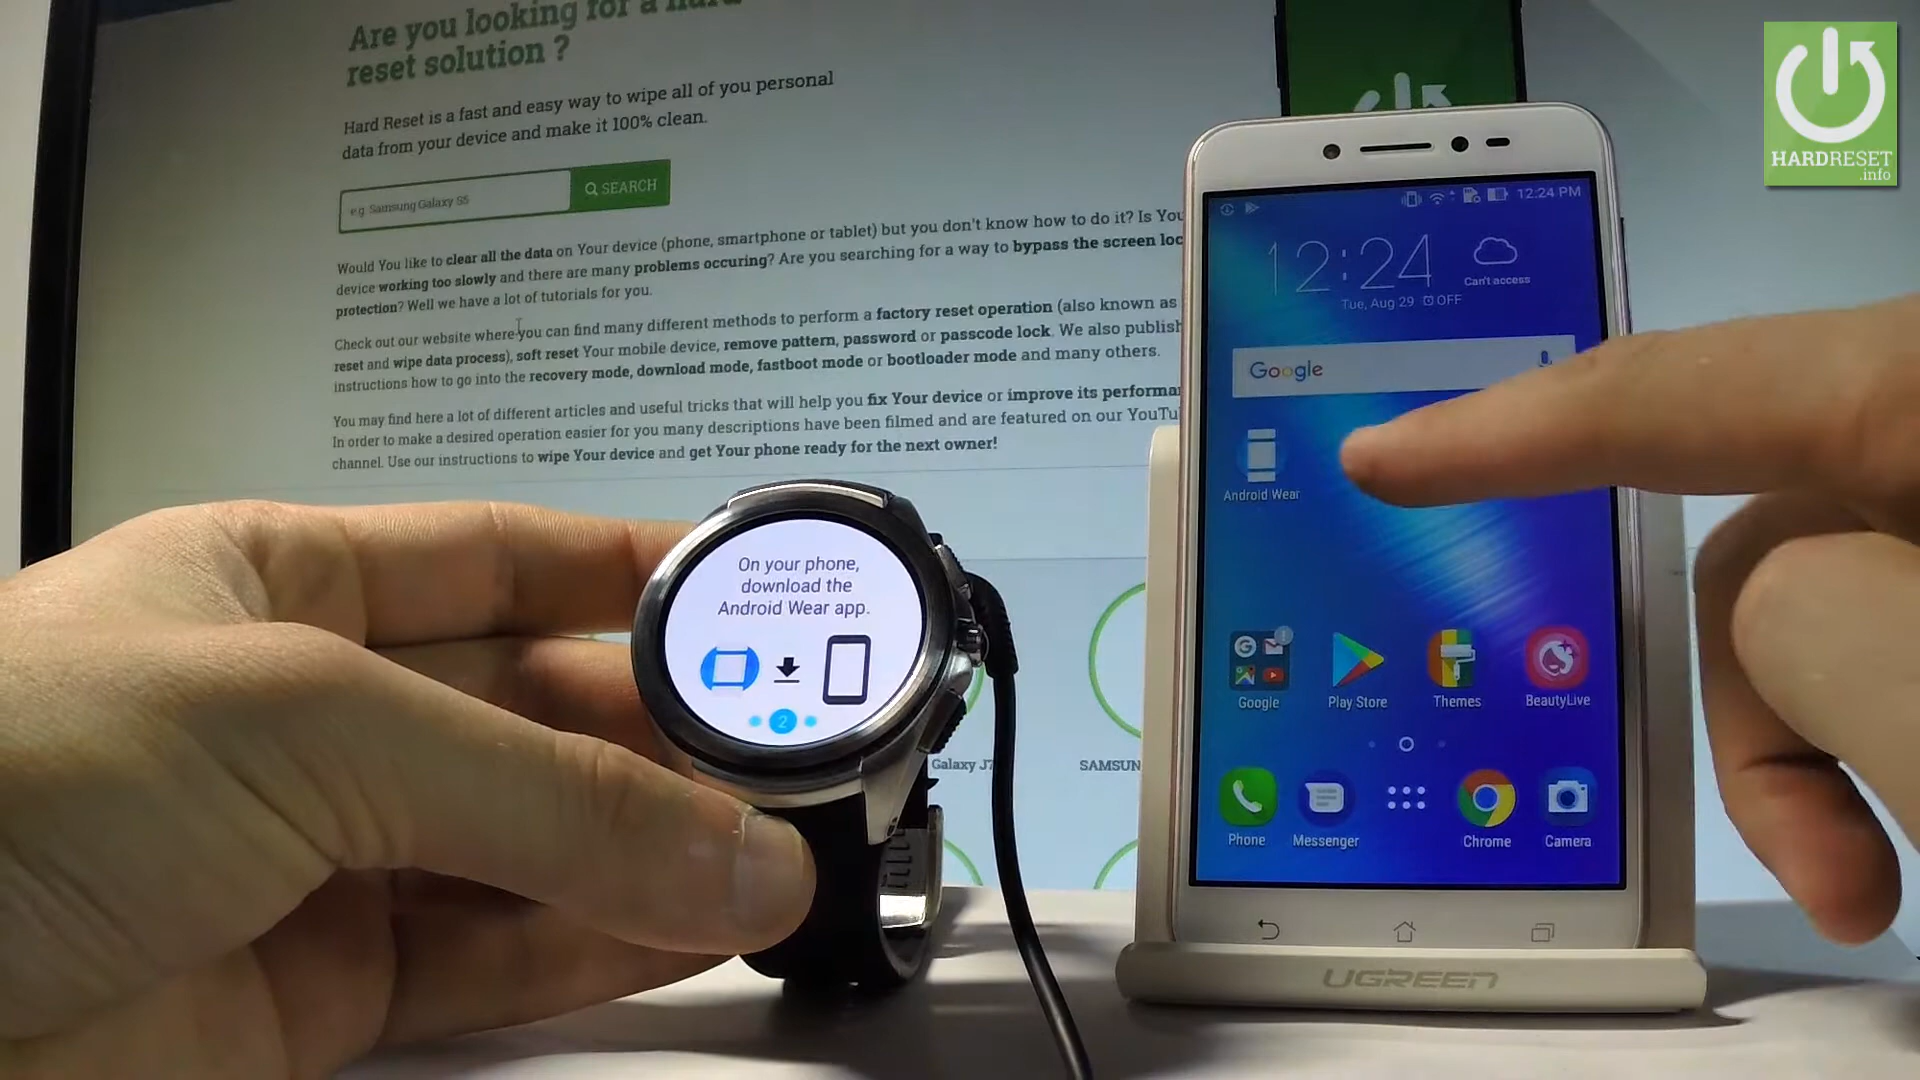 Are you looking for a hard
reset solution ?
Hard Reset is a fast and easy way to wipe all of you personal
data from your device and make it 100% clean.
e.g. Samsung Galaxy S5
SEARCH
Would You like to clear all the data on Your device (phone, smartphone or tablet) but you don't know how to do it? Is You
device working too slowly and there are many problems occuring? Are you searching for a way to bypass the screen loc
protection? Well we have a lot of tutorials for you.
Check out our website where you can find many different methods to perform a factory reset operation (also known as
reset and wipe data process), soft reset Your mobile device, remove pattern, password or passcode lock. We also publish
instructions how to go into the recovery mode, download mode, fastboot mode or bootloader mode and many others.
You may find here a lot of different articles and useful tricks that will help you fix Your device or improve its performa
In order to make a desired operation easier for you many descriptions have been filmed and are featured on our YouTu
channel. Use our instructions to wipe Your device and get Your phone ready for the next owner!
Galaxy J7
SAMSUN
On your phone,
download the
Android Wear app.
2
12:24 PM
12:24
Can't access
Tue, Aug 29 OFF
Google
Android Wear
Google
Play Store
Themes
BeautyLive
Phone
Messenger
Chrome
Camera
UGREEN
HARDRESET
.info